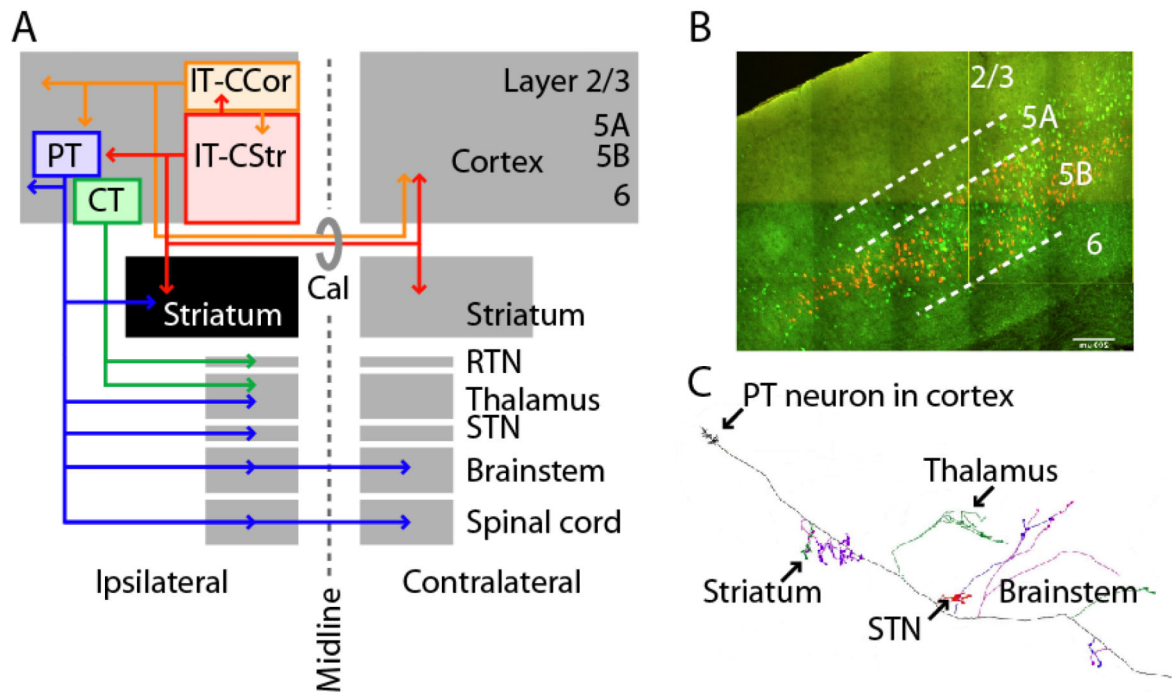 A
IT-CCor
PT
IT-CStr
CT
Layer 2/3
5A
Cortex
5B
6
Cal
Striatum
Striatum
RTN
Thalamus
STN
Brainstem
Spinal cord
Ipsilateral
Midline
Contralateral
B
2/3
5A
5B
6
C
PT neuron in cortex
Thalamus
Striatum
STN
Brainstem